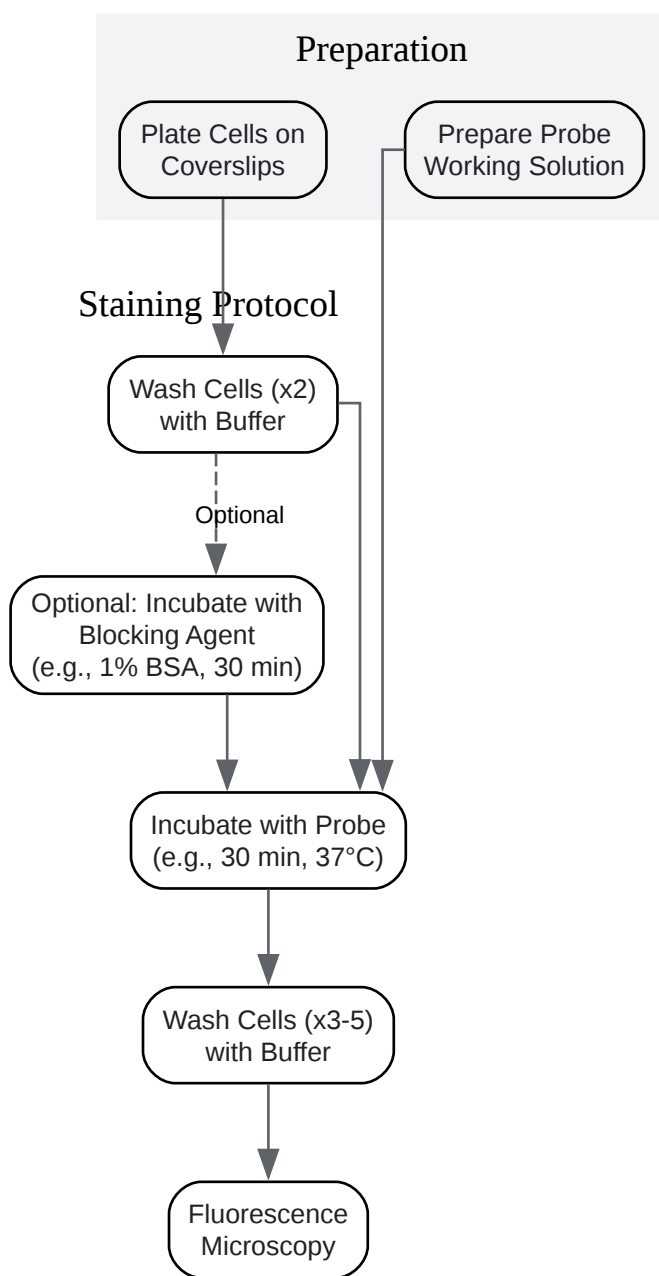 Preparation
Plate Cells on
Coverslips
Prepare Probe
Working Solution
Staining Protocol
Wash Cells (x2)
with Buffer
Optional
Optional: Incubate with
Blocking Agent
(e.g., 1% BSA, 30 min)
Incubate with Probe
(e.g., 30 min, 37°C)
Wash Cells (x3-5)
with Buffer
Fluorescence
Microscopy